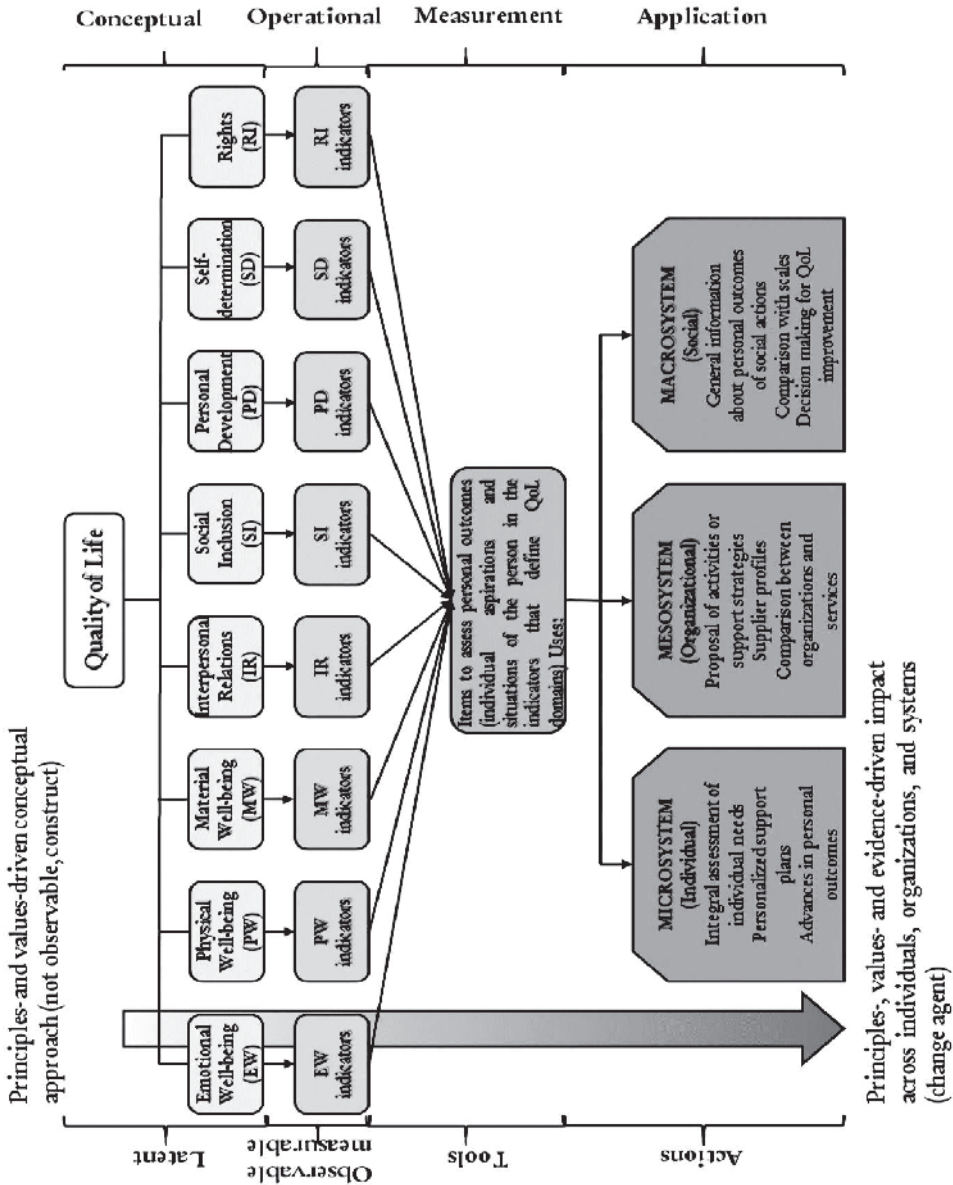 Principles- and values-driven conceptual
approach (not observable, construct)
Conceptual
Operational
Measurement
Application
Latent
Observable
measurable
Tools
Actions
Quality of Life
Emotional
Well-being
(EW)
Physical
Well-being
(PW)
Material
Well-being
(MW)
Interpersonal
Relations
(IR)
Social
Inclusion
(SI)
Personal
Development
(PD)
Self-
determination
(SD)
Rights
(RI)
EW
indicators
PW
indicators
MW
indicators
IR
indicators
SI
indicators
PD
indicators
SD
indicators
RI
indicators
Items to assess personal outcomes
(individual aspirations and
situations of the person in the
indicators that define QoL
domains) Uses:
MICROSYSTEM
(Individual)
Integral assessment of
individual needs
Personalized support
plans
Advances in personal
outcomes
MESOSYSTEM
(Organizational)
Proposal of activities or
support strategies
Supplier profiles
Comparison between
organizations and
services
MACROSYSTEM
(Social)
General information
about personal outcomes
of social actions
Comparison with scales
Decision making for QoL
improvement
Principles-, values- and evidence-driven impact
across individuals, organizations, and systems
(change agent)